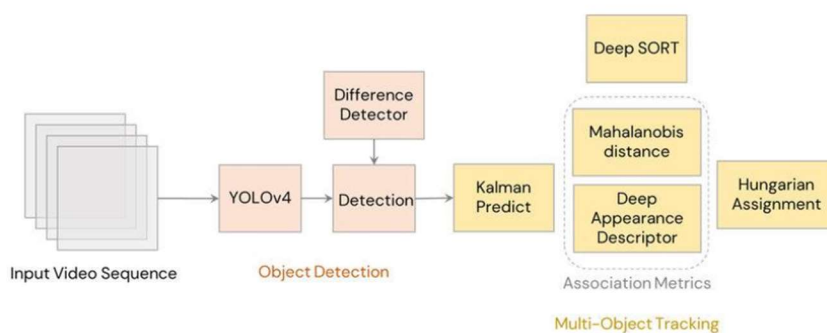 Deep SORT
Difference
Detector
Mahalanobis
distance
YOLOv4
Detection
Kalman
Predict
Deep
Appearance
Descriptor
Hungarian
Assignment
Input Video Sequence
Object Detection
Association Metrics
Multi-Object Tracking